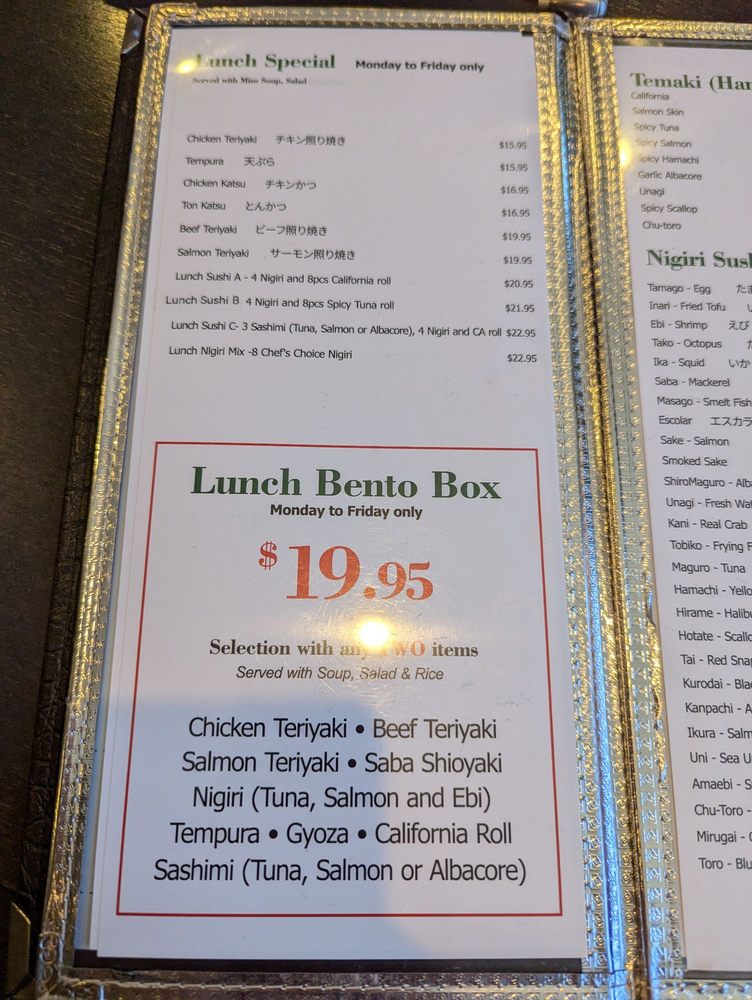 Lunch Special Monday to Friday only
Served with Miso Soup, Salad
Chicken Teriyaki チキン照り焼き $15.95
Tempura 天ぷら $15.95
Chicken Katsu チキンかつ $16.95
Ton Katsu とんかつ $16.95
Beef Teriyaki ビーフ照り焼き $19.95
Salmon Teriyaki サーモン照り焼き $19.95
Lunch Sushi A - 4 Nigiri and 8pcs California roll $20.95
Lunch Sushi B 4 Nigiri and 8pcs Spicy Tuna roll $21.95
Lunch Sushi C- 3 Sashimi (Tuna, Salmon or Albacore), 4 Nigiri and CA roll $22.95
Lunch Nigiri Mix -8 Chef's Choice Nigiri $22.95
Lunch Bento Box
Monday to Friday only
$19.95
Selection with any TWO items
Served with Soup, Salad & Rice
Chicken Teriyaki • Beef Teriyaki
Salmon Teriyaki • Saba Shioyaki
Nigiri (Tuna, Salmon and Ebi)
Tempura • Gyoza • California Roll
Sashimi (Tuna, Salmon or Albacore)
Temaki (Han
California
Salmon Skin
Spicy Tuna
Spicy Salmon
Spicy Hamachi
Garlic Albacore
Unagi
Spicy Scallop
Chu-toro
Nigiri Sush
Tamago - Egg たま
Inari - Fried Tofu
Ebi - Shrimp えび
Tako - Octopus
Ika - Squid いか
Saba - Mackerel
Masago - Smelt Fish
Escolar エスカラ
Sake - Salmon
Smoked Sake
ShiroMaguro - Alba
Unagi - Fresh Wat
Kani - Real Crab
Tobiko - Frying F
Maguro - Tuna
Hamachi - Yello
Hirame - Halibu
Hotate - Scallo
Tai - Red Snap
Kurodai - Blac
Kanpachi - A
Ikura - Salm
Uni - Sea U
Amaebi - S
Chu-Toro -
Mirugai -
Toro - Blu